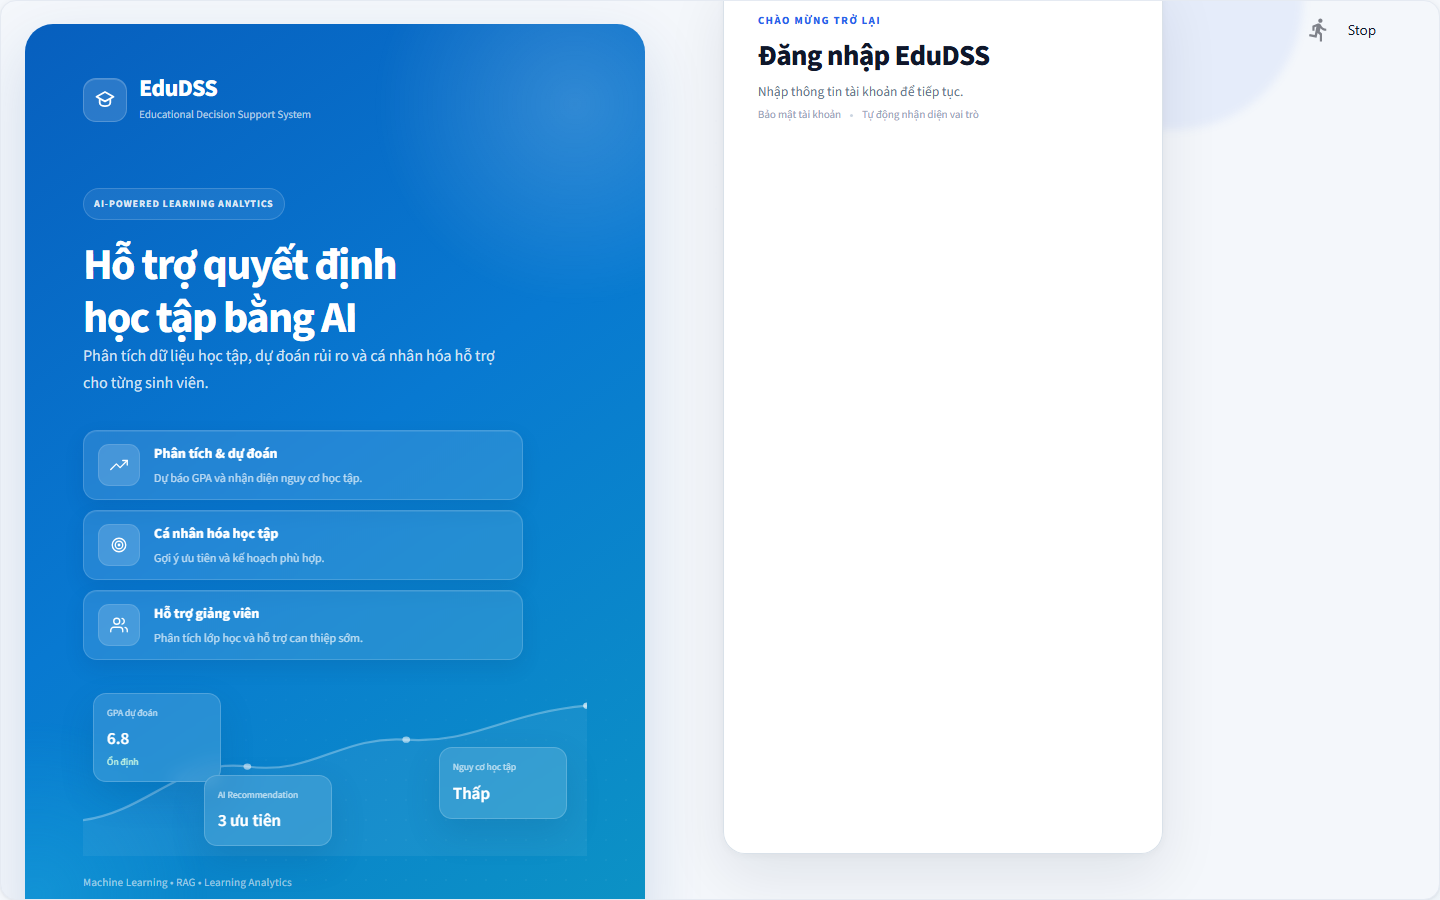 EduDSS
Educational Decision Support System
AI-POWERED LEARNING ANALYTICS
Hỗ trợ quyết định
học tập bằng AI
Phân tích dữ liệu học tập, dự đoán rủi ro và cá nhân hóa hỗ trợ
cho từng sinh viên.
Phân tích & dự đoán
Dự báo GPA và nhận diện nguy cơ học tập.
Cá nhân hóa học tập
Gợi ý ưu tiên và kế hoạch phù hợp.
Hỗ trợ giảng viên
Phân tích lớp học và hỗ trợ can thiệp sớm.
GPA dự đoán
6.8
Ổn định
AI Recommendation
3 ưu tiên
Nguy cơ học tập
Thấp
Machine Learning • RAG • Learning Analytics
CHÀO MỪNG TRỞ LẠI
Đăng nhập EduDSS
Nhập thông tin tài khoản để tiếp tục.
Bảo mật tài khoản • Tự động nhận diện vai trò
Stop